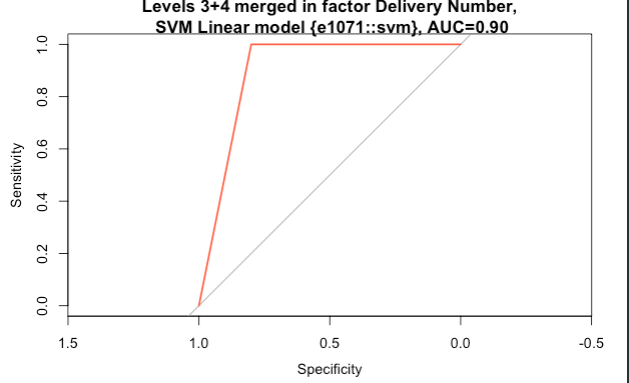 Levels 3+4 merged in factor Delivery Number,
SVM Linear model {e1071::svm}, AUC=0.90
1.0
0.8
0.6
0.4
0.2
0.0
Sensitivity
1.5 1.0 0.5 0.0 -0.5
Specificity